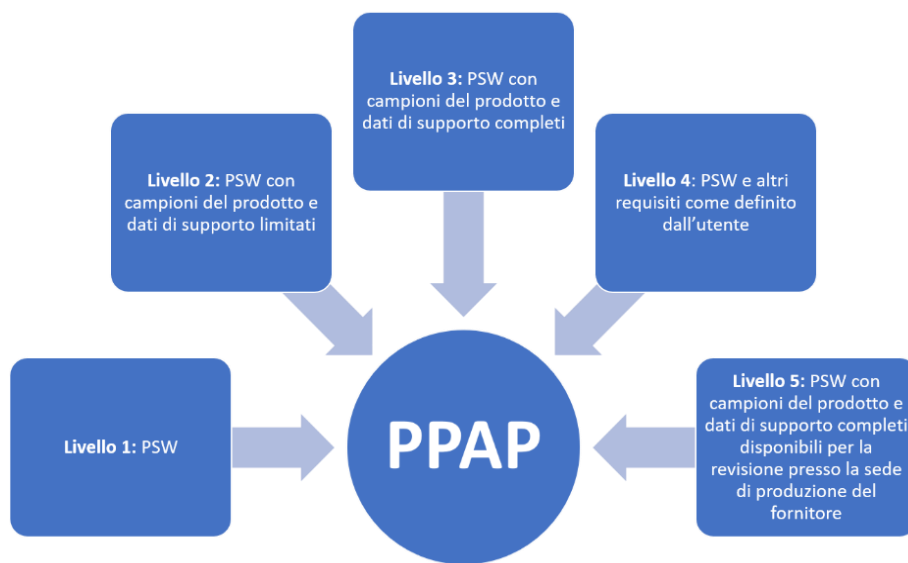 Livello 1: PSW
Livello 2: PSW con
campioni del prodotto e
dati di supporto limitati
Livello 3: PSW con
campioni del prodotto e
dati di supporto completi
Livello 4: PSW e altri
requisiti come definito
dall'utente
Livello 5: PSW con
campioni del prodotto e
dati di supporto completi
disponibili per la
revisione presso la sede
di produzione del
fornitore
PPAP